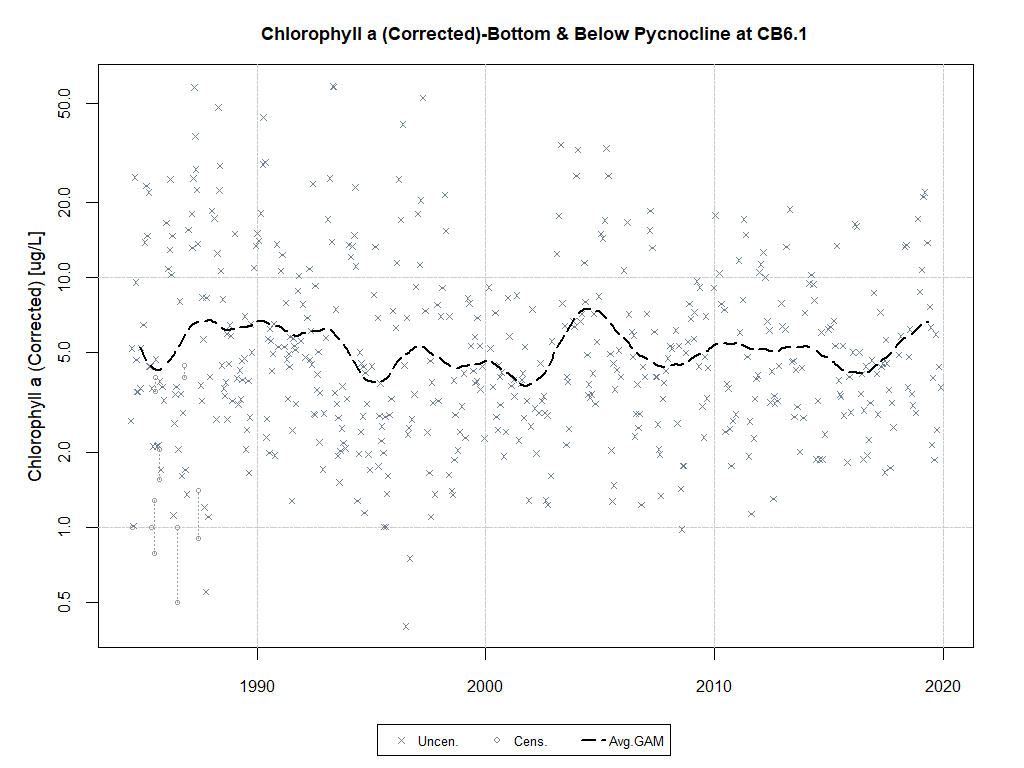 Chlorophyll a (Corrected)-Bottom & Below Pycnocline at CB6.1
Chlorophyll a (Corrected) [ug/L]
50.0
20.0
10.0
5.0
2.0
1.0
0.5
1990 2000 2010 2020
Uncen. Cens. Avg.GAM